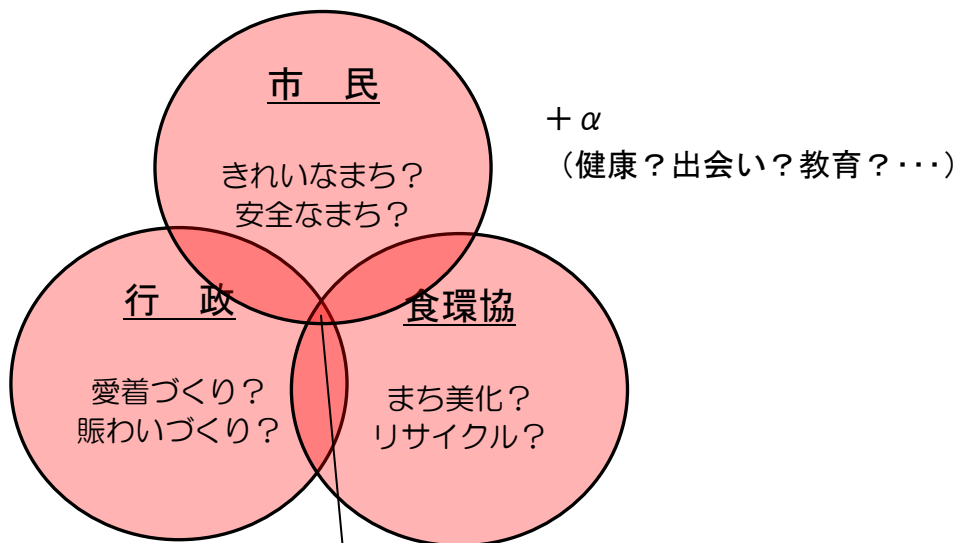 市　民
きれいなまち？
安全なまち？
＋α
（健康？出会い？教育？･･･）
行　政
愛着づくり？
賑わいづくり？
食環協
まち美化？
リサイクル？